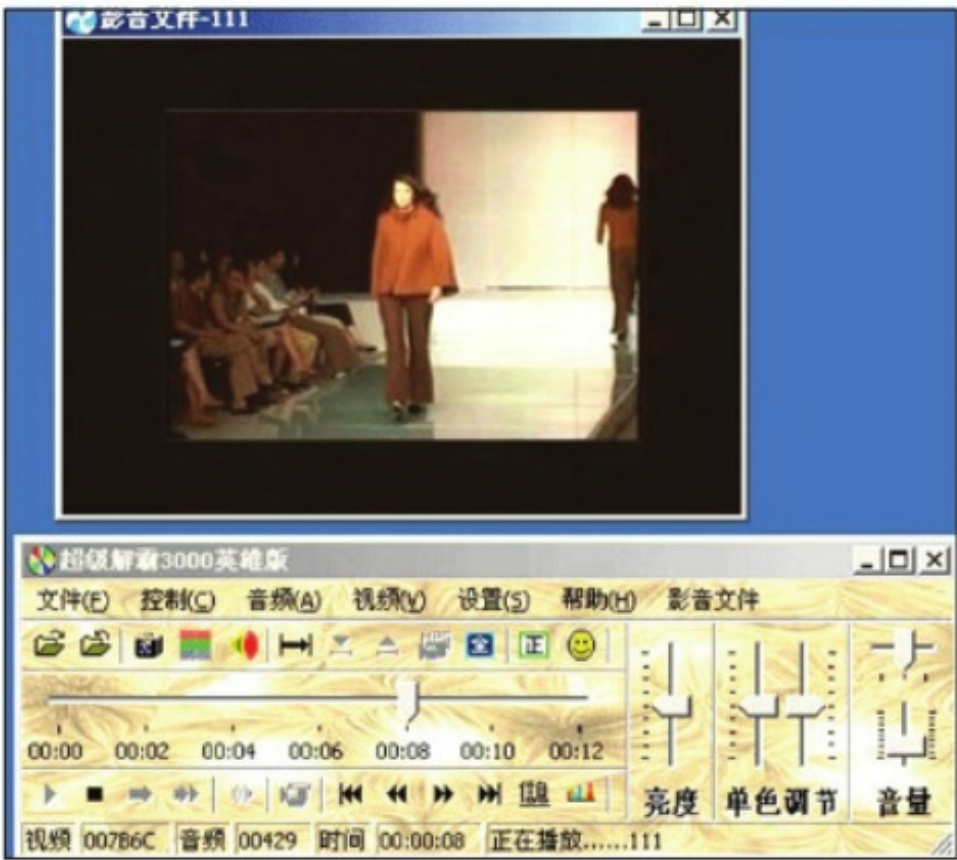 影音文件-111
超级解霸3000英雄版
文件(F) 控制(C) 音频(A) 视频(V) 设置(S) 帮助(H) 影音文件
全 正
00:00 00:02 00:04 00:06 00:08 00:10 00:12
亮度 单色调节 音量
视频 007B6C 音频 00429 时间 00:00:08 正在播放......111